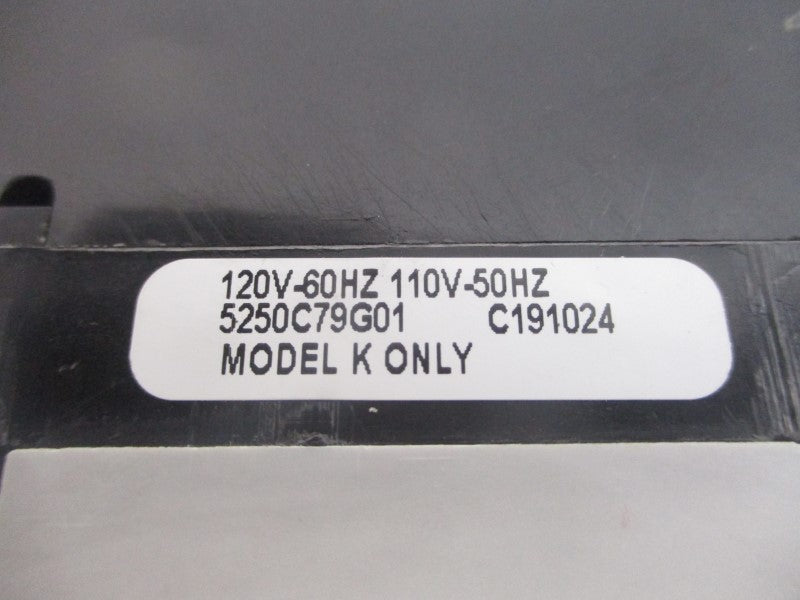 120V-60HZ 110V-50HZ
5250C79G01 C191024
MODEL K ONLY